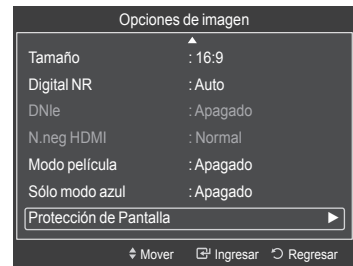 Opciones de imagen
Tamaño : 16:9
Digital NR : Auto
DNIe : Apagado
N.neg HDMI : Normal
Modo película : Apagado
Sólo modo azul : Apagado
Protección de Pantalla
Mover Ingresar Regresar